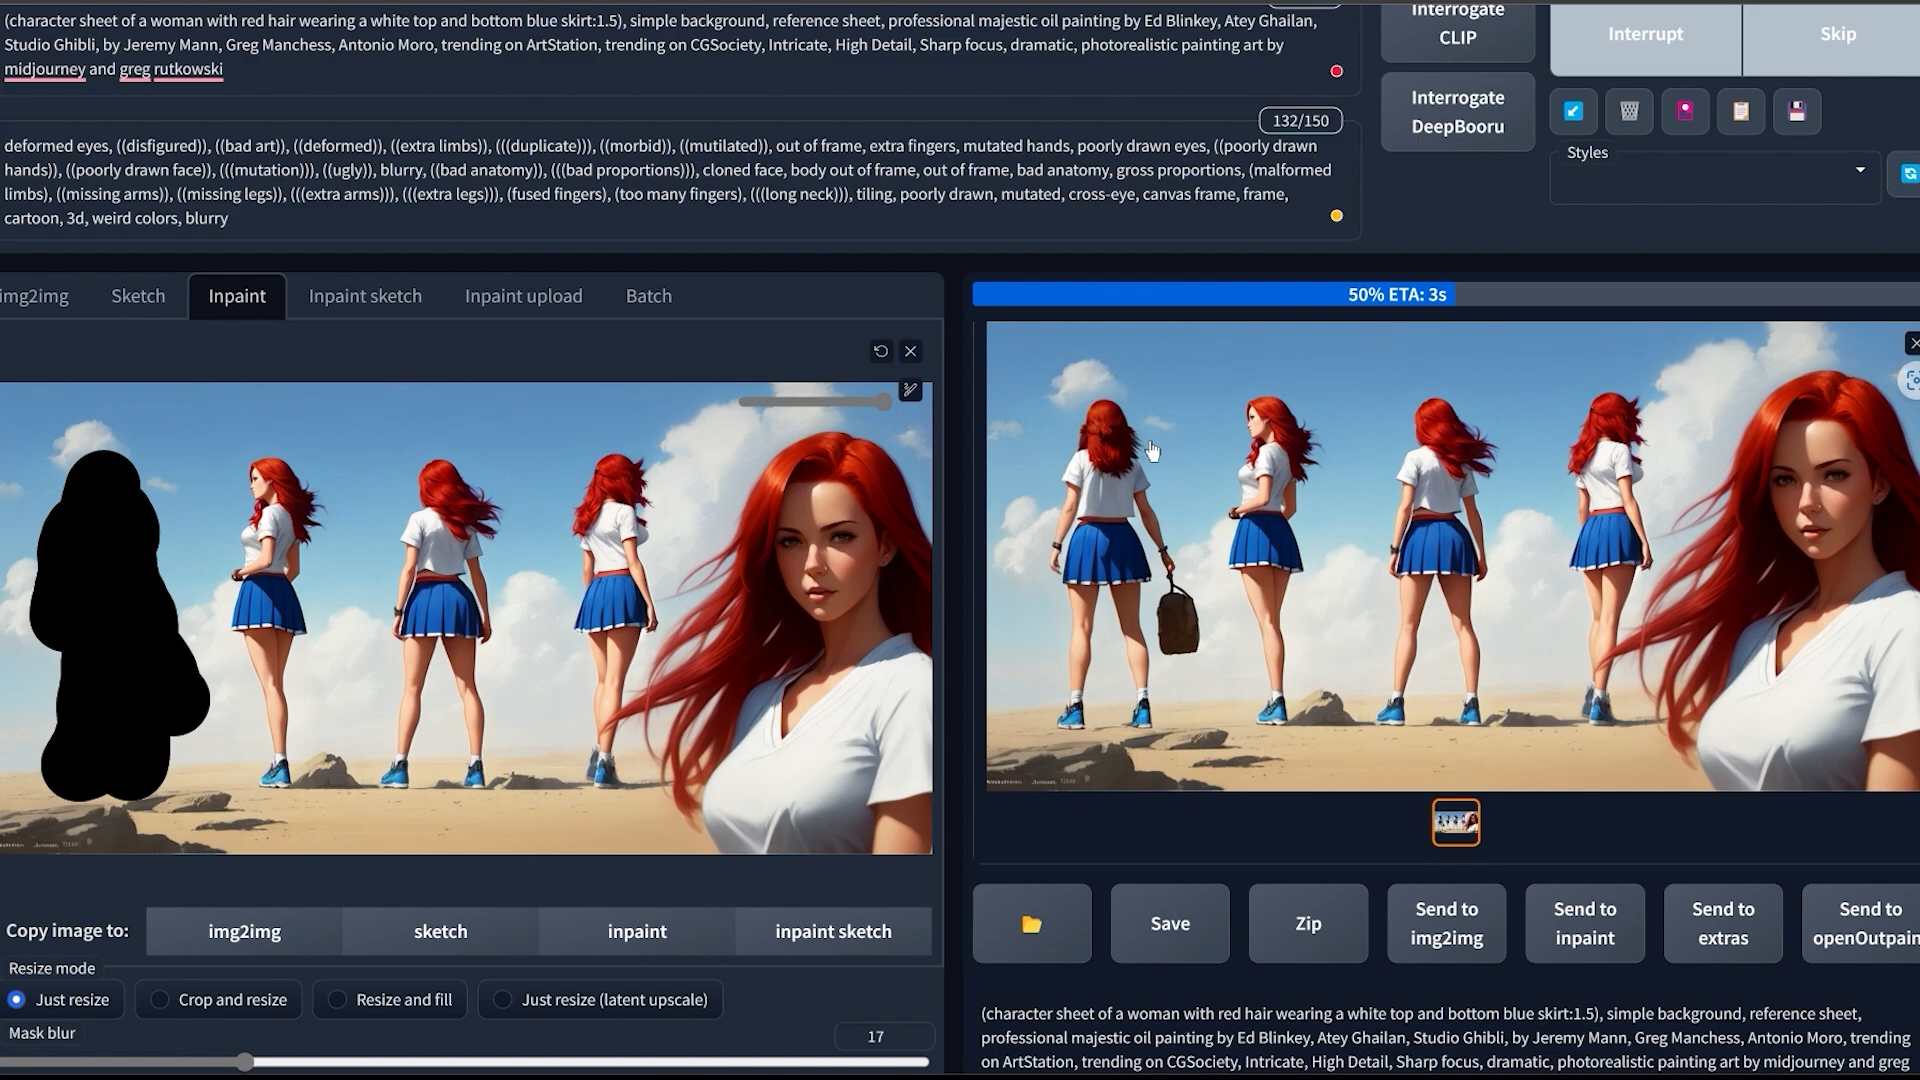 (character sheet of a woman with red hair wearing a white top and bottom blue skirt:1.5), simple background, reference sheet, professional majestic oil painting by Ed Blinkey, Atey Ghailan,
Studio Ghibli, by Jeremy Mann, Greg Manchess, Antonio Moro, trending on ArtStation, trending on CGSociety, Intricate, High Detail, Sharp focus, dramatic, photorealistic painting art by
midjourney and greg rutkowski
Interrogate
CLIP
Interrupt
Skip
Interrogate
DeepBooru
132/150
deformed eyes, ((disfigured)), ((bad art)), ((deformed)), ((extra limbs)), (((duplicate))), ((morbid)), ((mutilated)), out of frame, extra fingers, mutated hands, poorly drawn eyes, ((poorly drawn
hands)), ((poorly drawn face)), (((mutation))), ((ugly)), blurry, ((bad anatomy)), (((bad proportions))), cloned face, body out of frame, out of frame, bad anatomy, gross proportions, (malformed
limbs), ((missing arms)), ((missing legs)), (((extra arms))), (((extra legs))), (fused fingers), (too many fingers), (((long neck))), tiling, poorly drawn, mutated, cross-eye, canvas frame, frame,
cartoon, 3d, weird colors, blurry
Styles
img2img
Sketch
Inpaint
Inpaint sketch
Inpaint upload
Batch
50% ETA: 3s
Copy image to:
img2img
sketch
inpaint
inpaint sketch
Save
Zip
Send to
img2img
Send to
inpaint
Send to
extras
Send to
openOutpain
Resize mode
Just resize
Crop and resize
Resize and fill
Just resize (latent upscale)
Mask blur
17
(character sheet of a woman with red hair wearing a white top and bottom blue skirt:1.5), simple background, reference sheet,
professional majestic oil painting by Ed Blinkey, Atey Ghailan, Studio Ghibli, by Jeremy Mann, Greg Manchess, Antonio Moro, trending
on ArtStation, trending on CGSociety, Intricate, High Detail, Sharp focus, dramatic, photorealistic painting art by midjourney and greg